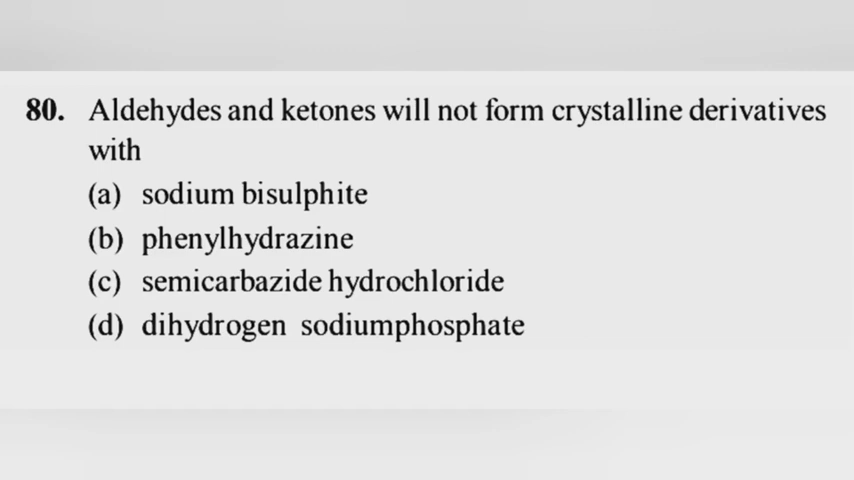 80. Aldehydes and ketones will not form crystalline derivatives
with
(a) sodium bisulphite
(b) phenylhydrazine
(c) semicarbazide hydrochloride
(d) dihydrogen sodiumphosphate